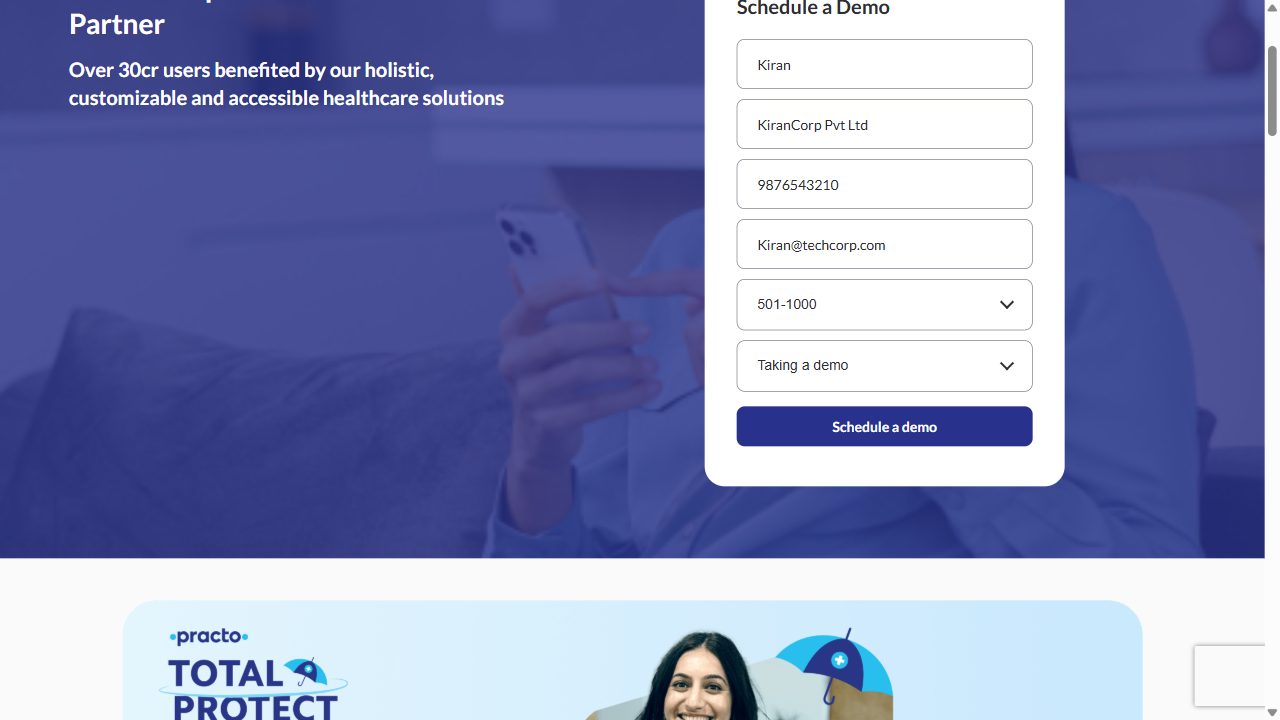 Partner
Over 30cr users benefited by our holistic,
customizable and accessible healthcare solutions
Schedule a Demo
Kiran
KiranCorp Pvt Ltd
9876543210
Kiran@techcorp.com
501-1000
Taking a demo
Schedule a demo
practo
TOTAL
PROTECT